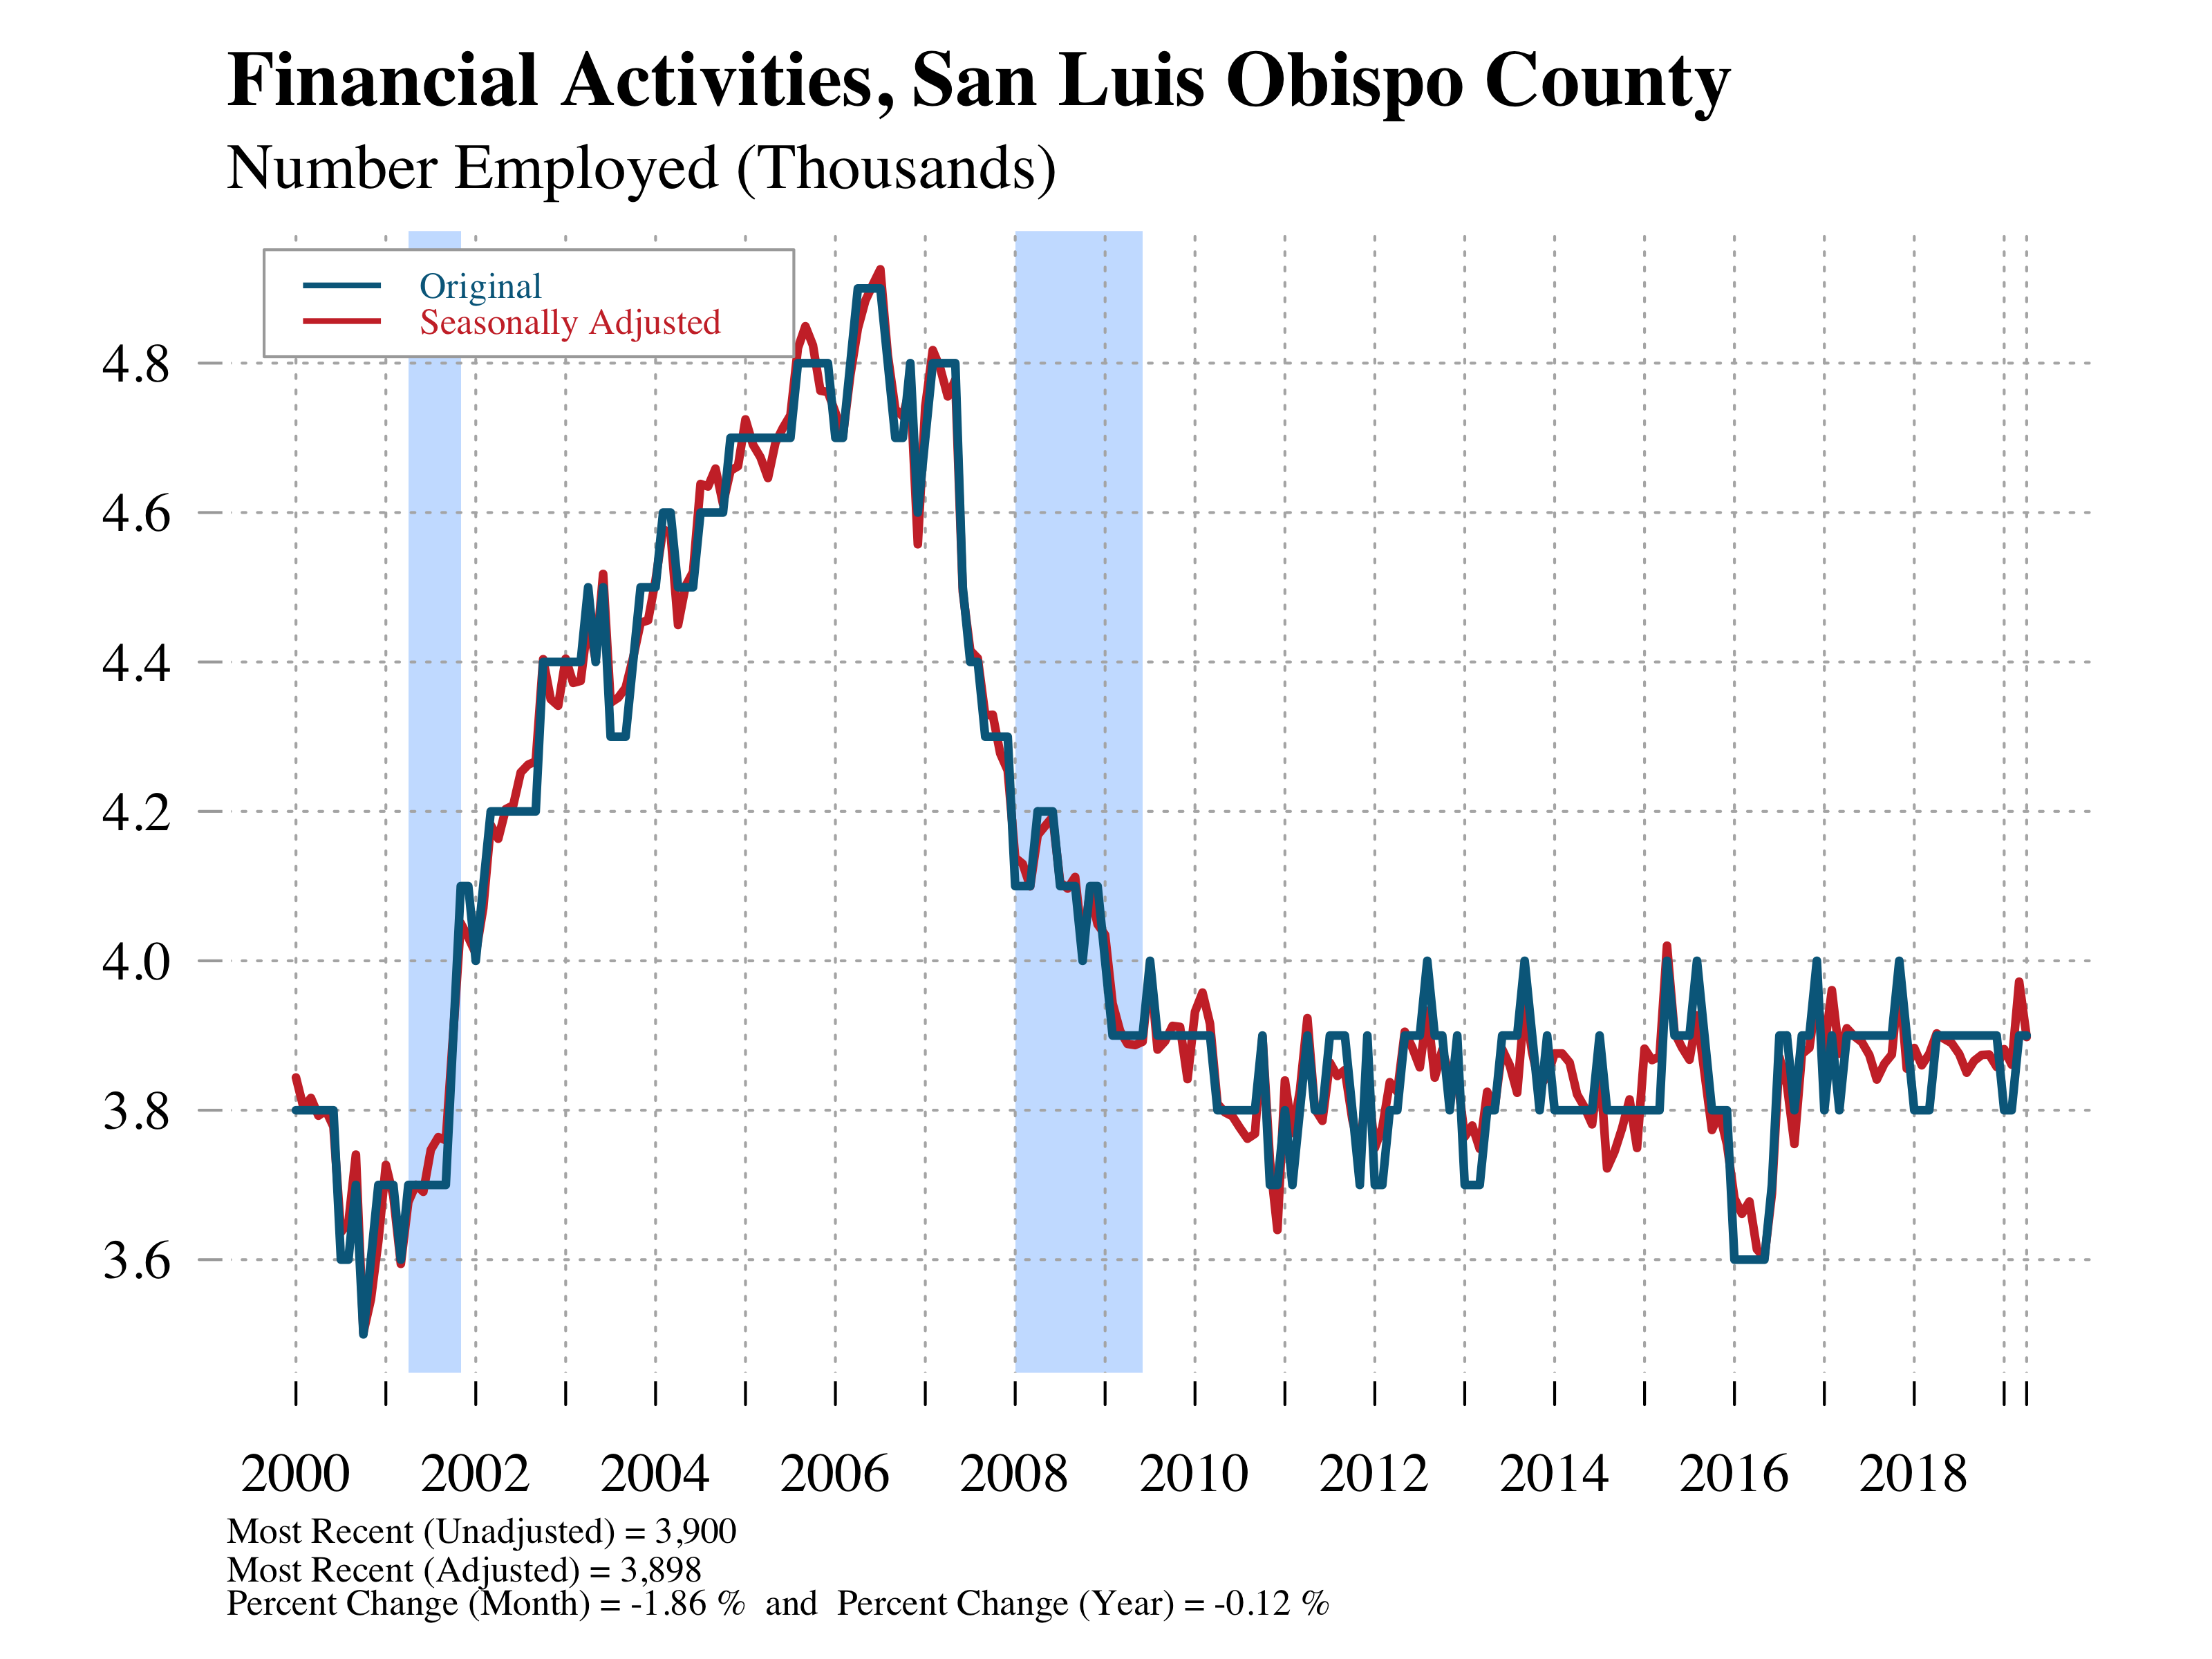 Financial Activities, San Luis Obispo County
Number Employed (Thousands)
Original
Seasonally Adjusted
4.8
4.6
4.4
4.2
4.0
3.8
3.6
2000 2002 2004 2006 2008 2010 2012 2014 2016 2018
Most Recent (Unadjusted) = 3,900
Most Recent (Adjusted) = 3,898
Percent Change (Month) = -1.86 % and Percent Change (Year) = -0.12 %